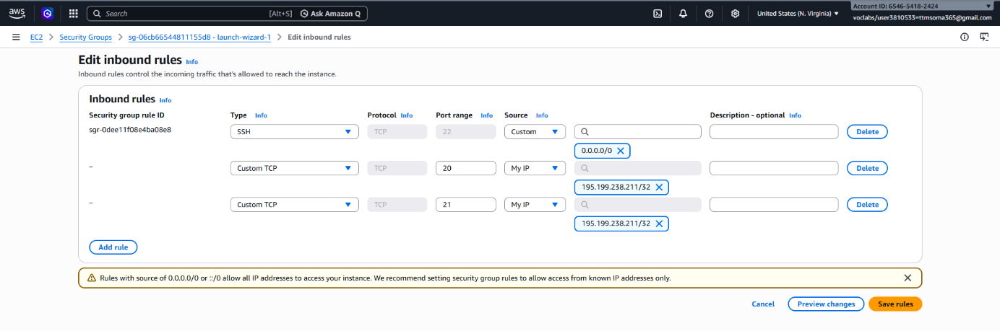 aws Search [Alt+S] Ask Amazon Q United States (N. Virginia) Account ID: 6546-5418-2424
voclabs/user3810533=ttmsoma365@gmail.com
EC2 Security Groups sg-06cb66544811155d8 - launch-wizard-1 Edit inbound rules
Edit inbound rules Info
Inbound rules control the incoming traffic that's allowed to reach the instance.
Inbound rules Info
Security group rule ID Type Info Protocol Info Port range Info Source Info Description - optional Info
sgr-0dee11f08e4ba08e8 SSH TCP 22 Custom Delete
0.0.0.0/0
– Custom TCP TCP 20 My IP Delete
195.199.238.211/32
– Custom TCP TCP 21 My IP Delete
195.199.238.211/32
Add rule
Rules with source of 0.0.0.0/0 or ::/0 allow all IP addresses to access your instance. We recommend setting security group rules to allow access from known IP addresses only.
Cancel Preview changes Save rules